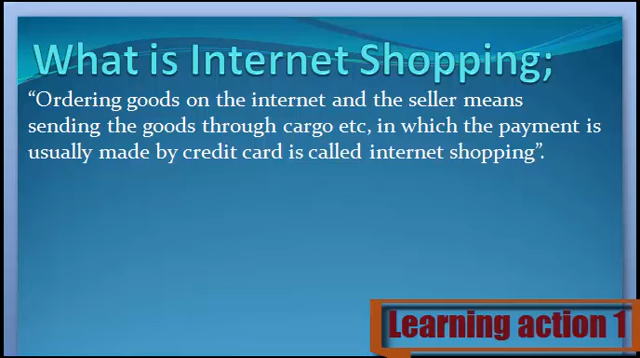 What is Internet Shopping;
“Ordering goods on the internet and the seller means
sending the goods through cargo etc, in which the payment is
usually made by credit card is called internet shopping”.
Learning action 1